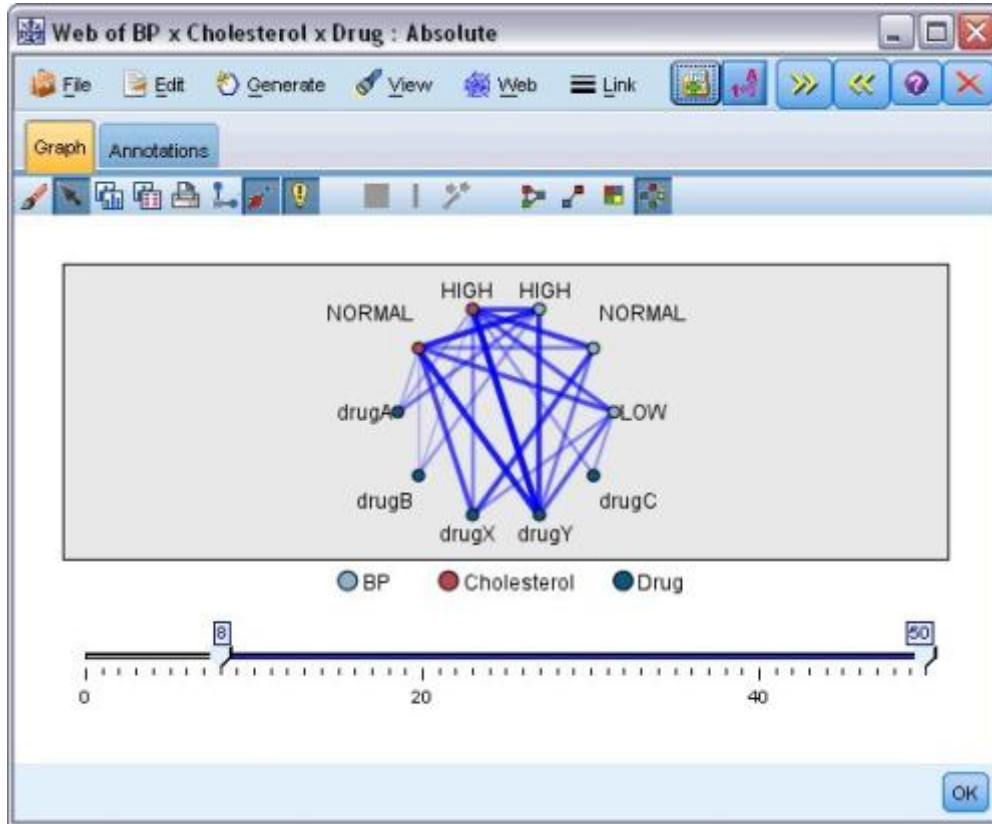 Web of BP x Cholesterol x Drug : Absolute
File Edit Generate View Web Link
Graph Annotations
HIGH HIGH
NORMAL NORMAL
drugA LOW
drugB drugC
drugX drugY
BP Cholesterol Drug
8 50
0 20 40
OK